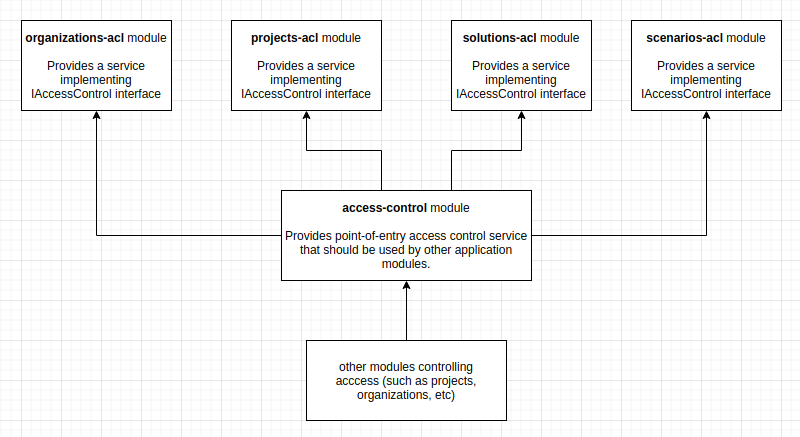 organizations-acl module
Provides a service
implementing
IAccessControl interface
projects-acl module
Provides a service
implementing
IAccessControl interface
solutions-acl module
Provides a service
implementing
IAccessControl interface
scenarios-acl module
Provides a service
implementing
IAccessControl interface
access-control module
Provides point-of-entry access control service
that should be used by other application
modules.
other modules controlling
acccess (such as projects,
organizations, etc)